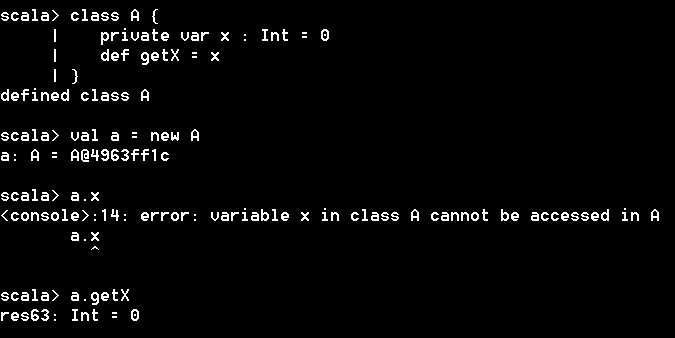 scala> class A {
     |    private var x : Int = 0
     |    def getX = x
     | }
defined class A

scala> val a = new A
a: A = A@4963ff1c

scala> a.x
<console>:14: error: variable x in class A cannot be accessed in A
       a.x
         ^

scala> a.getX
res63: Int = 0